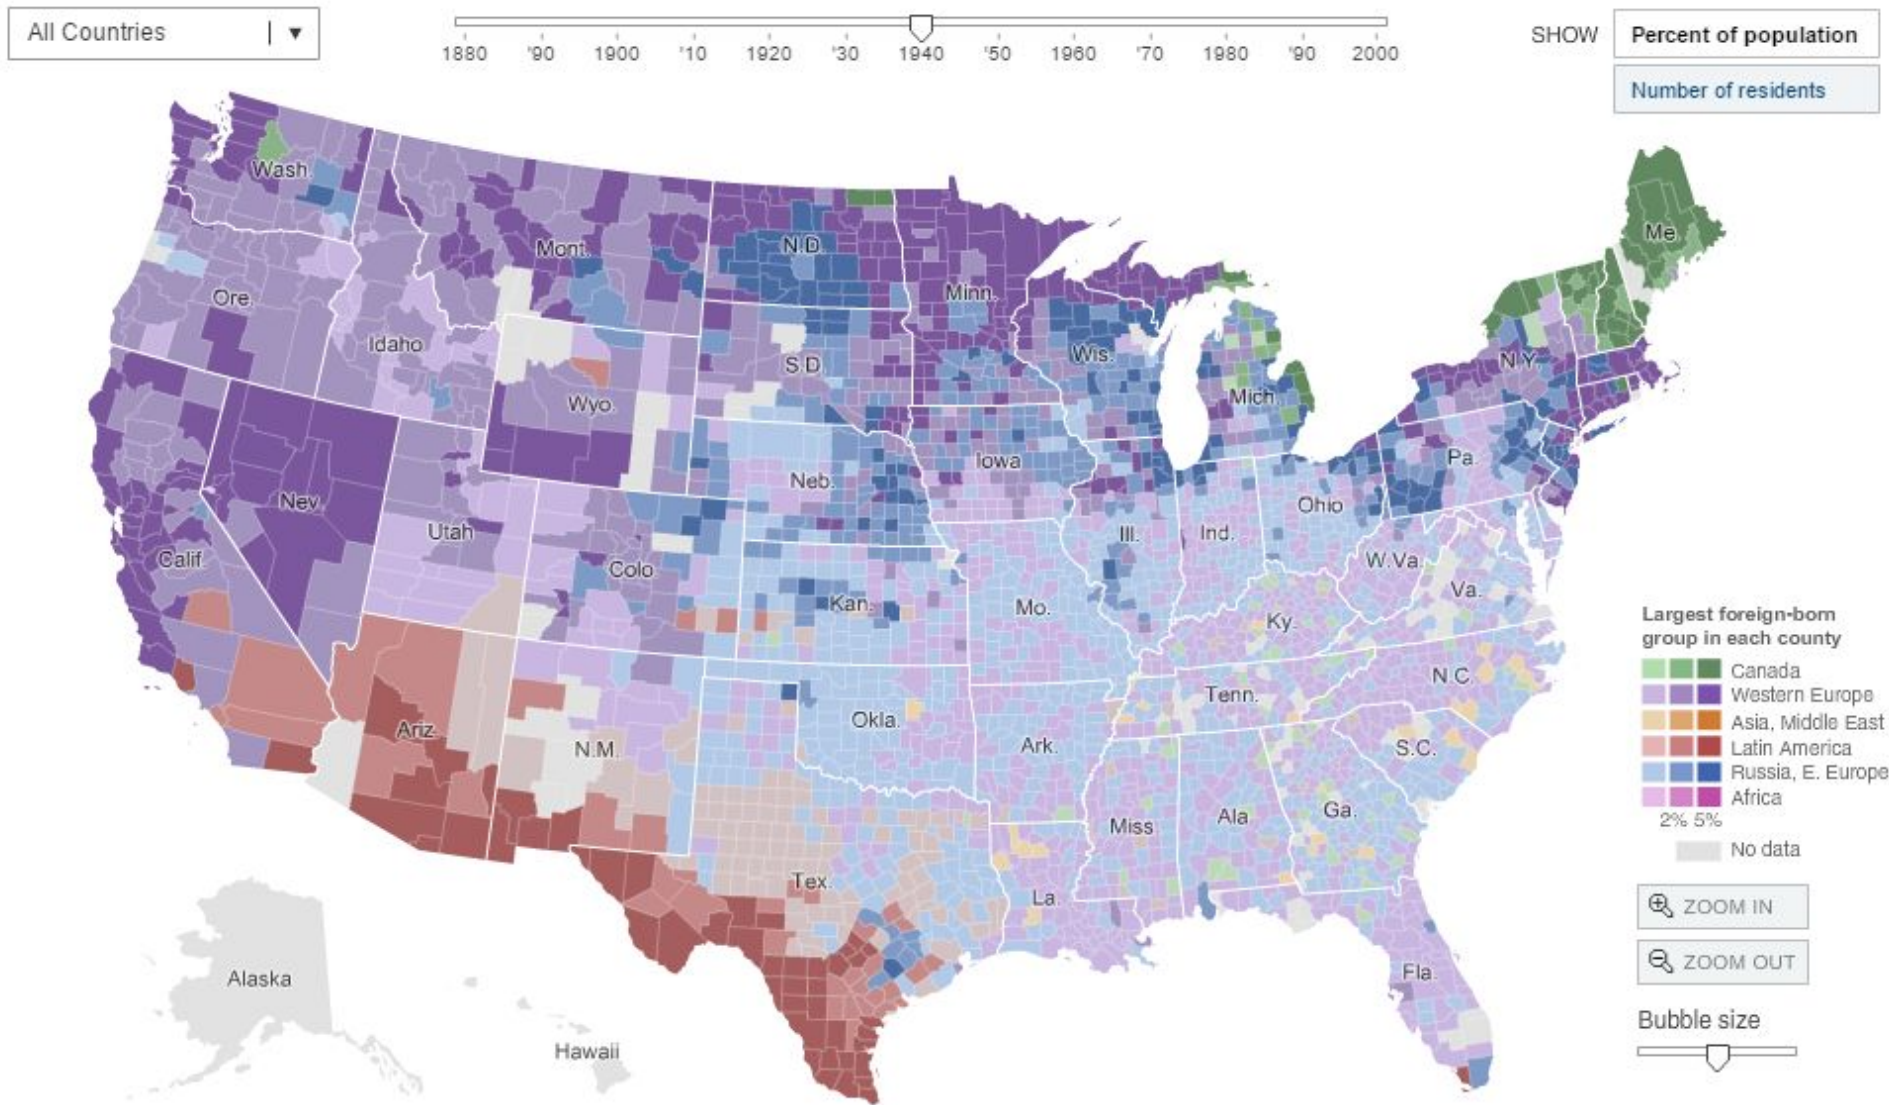 All Countries ▼
1880 '90 1900 '10 1920 '30 1940 '50 1960 '70 1980 '90 2000
SHOW
Percent of population
Number of residents
Wash.
Mont.
N.D.
Minn.
Me.
Ore.
Idaho
S.D.
Wis.
N.Y.
Wyo.
Mich.
Nev.
Neb.
Iowa
Pa.
Utah
Ill.
Ind.
Ohio
Calif.
Colo.
W.Va.
Va.
Kan.
Mo.
Ky.
Ariz.
N.M.
Okla.
Tenn.
N.C.
Ark.
S.C.
Tex.
Miss
Ala
Ga.
La.
Fla.
Alaska
Hawaii
Largest foreign-born
group in each county
Canada
Western Europe
Asia, Middle East
Latin America
Russia, E. Europe
Africa
2% 5%
No data
ZOOM IN
ZOOM OUT
Bubble size